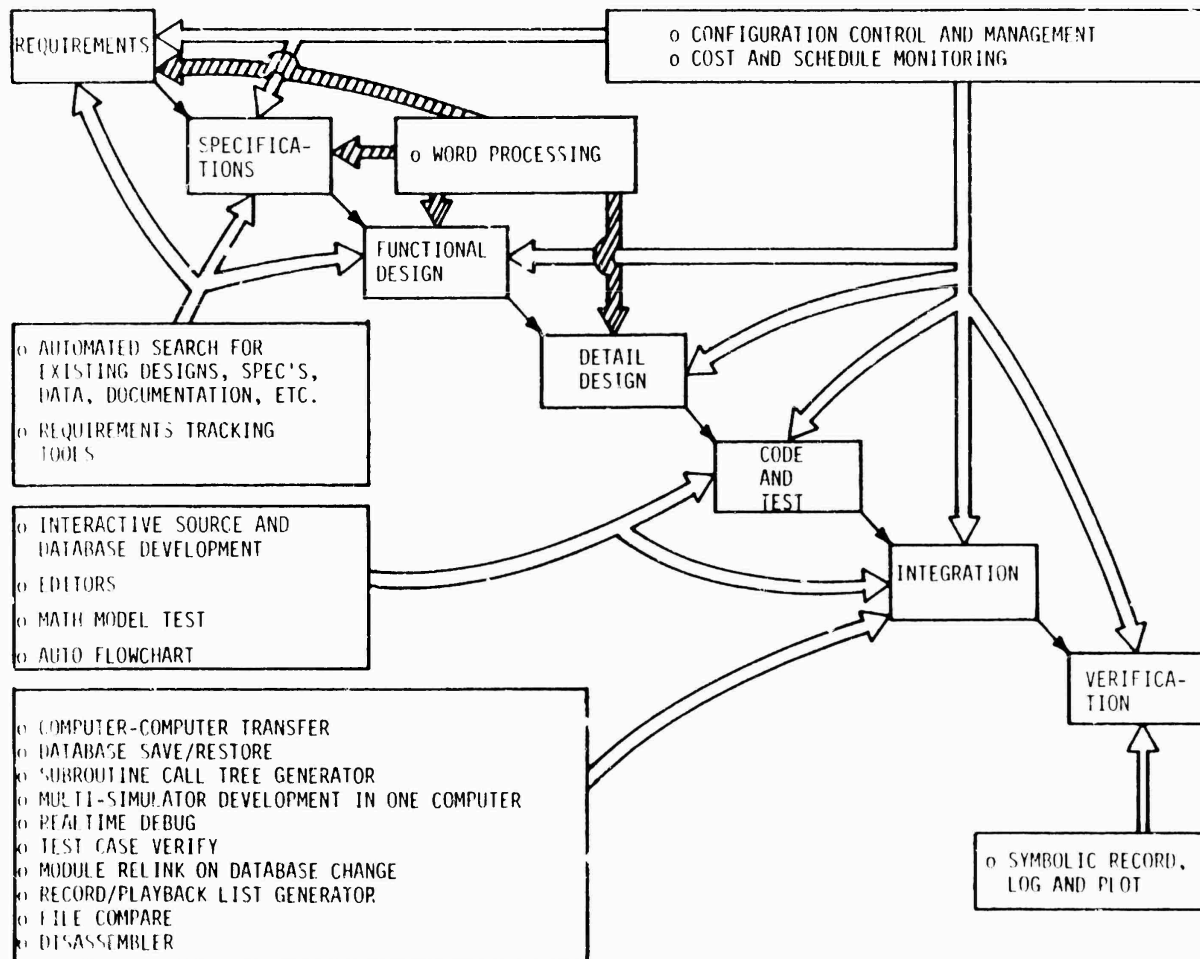 REQUIREMENTS
o CONFIGURATION CONTROL AND MANAGEMENT
o COST AND SCHEDULE MONITORING
SPECIFICA-
TIONS
o WORD PROCESSING
FUNCTIONAL
DESIGN
o AUTOMATED SEARCH FOR
EXISTING DESIGNS, SPEC'S,
DATA, DOCUMENTATION, ETC.
o REQUIREMENTS TRACKING
TOOLS
DETAIL
DESIGN
CODE
AND
TEST
o INTERACTIVE SOURCE AND
DATABASE DEVELOPMENT
o EDITORS
o MATH MODEL TEST
o AUTO FLOWCHART
INTEGRATION
VERIFICA-
TION
o COMPUTER-COMPUTER TRANSFER
o DATABASE SAVE/RESTORE
o SUBROUTINE CALL TREE GENERATOR
o MULTI-SIMULATOR DEVELOPMENT IN ONE COMPUTER
o REALTIME DEBUG
o TEST CASE VERIFY
o MODULE RELINK ON DATABASE CHANGE
o RECORD/PLAYBACK LIST GENERATOR
o FILE COMPARE
o DISASSEMBLER
o SYMBOLIC RECORD,
LOG AND PLOT